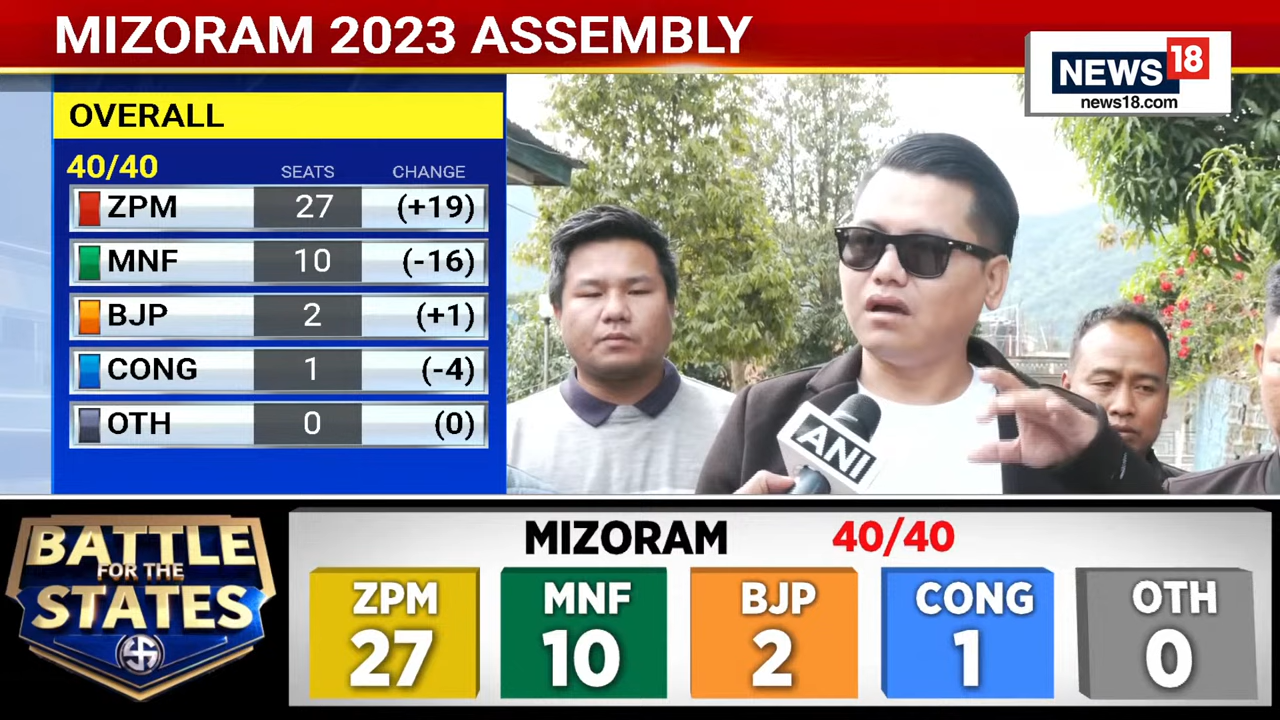 MIZORAM 2023 ASSEMBLY
NEWS 18
news18.com
OVERALL
40/40 SEATS CHANGE
ZPM 27 (+19)
MNF 10 (-16)
BJP 2 (+1)
CONG 1 (-4)
OTH 0 (0)
ANI
BATTLE
FOR THE
STATES
MIZORAM 40/40
ZPM MNF BJP CONG OTH
27 10 2 1 0